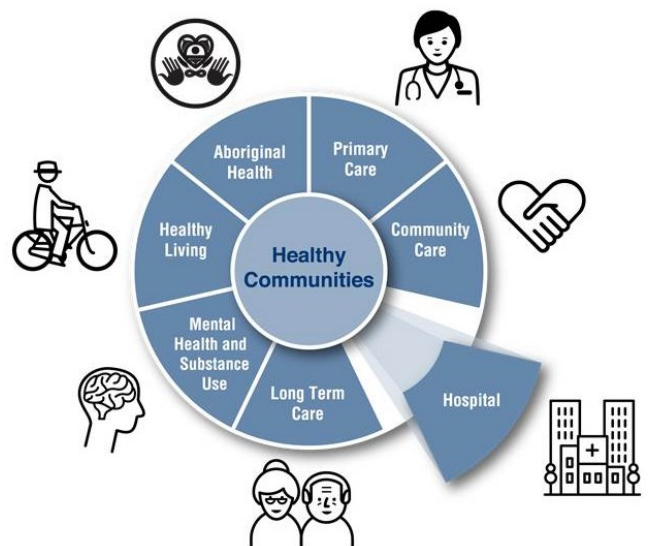 Aboriginal
Health
Primary
Care
Community
Care
Hospital
Long Term
Care
Mental
Health and
Substance
Use
Healthy
Living
Healthy
Communities